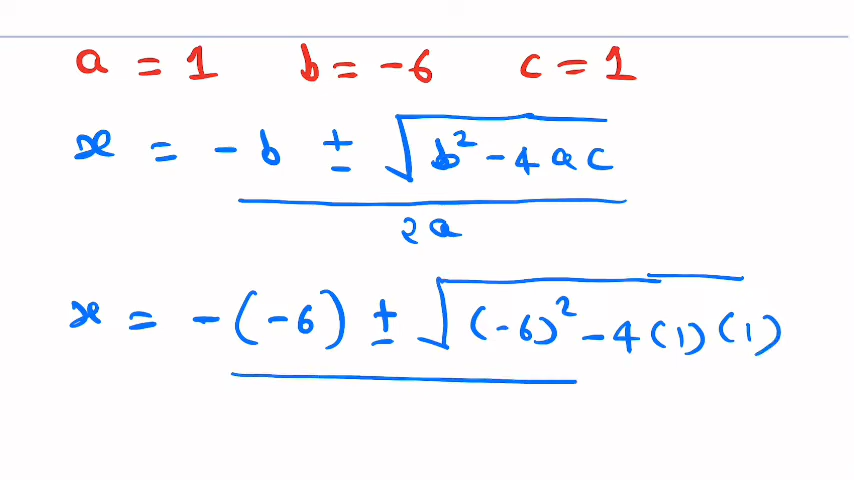 a = 1 b = -6 c = 1
x = -b ± √b² - 4ac
2a
x = -(-6) ± √(-6)² - 4(1)(1)